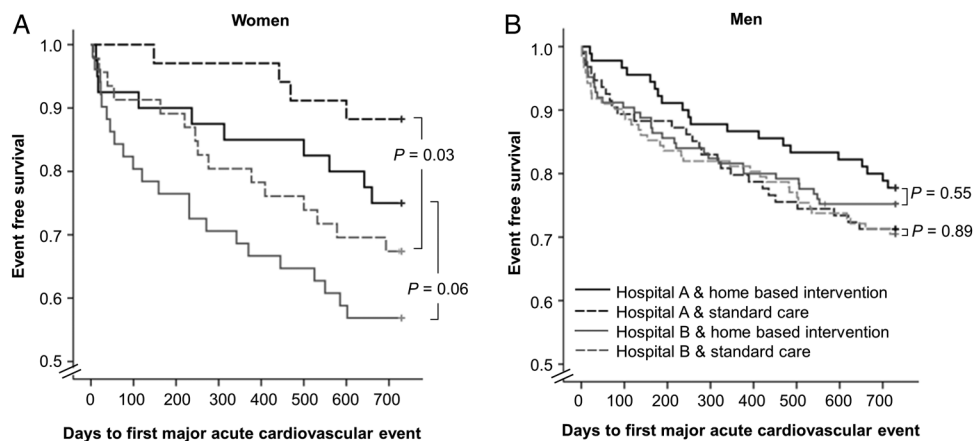 A
Women
1.0
0.9
0.8
0.7
0.6
0.5
Event free survival
P = 0.03
P = 0.06
0 100 200 300 400 500 600 700
Days to first major acute cardiovascular event
B
Men
1.0
0.9
0.8
0.7
0.6
0.5
Event free survival
P = 0.55
P = 0.89
Hospital A & home based intervention
Hospital A & standard care
Hospital B & home based intervention
Hospital B & standard care
0 100 200 300 400 500 600 700
Days to first major acute cardiovascular event